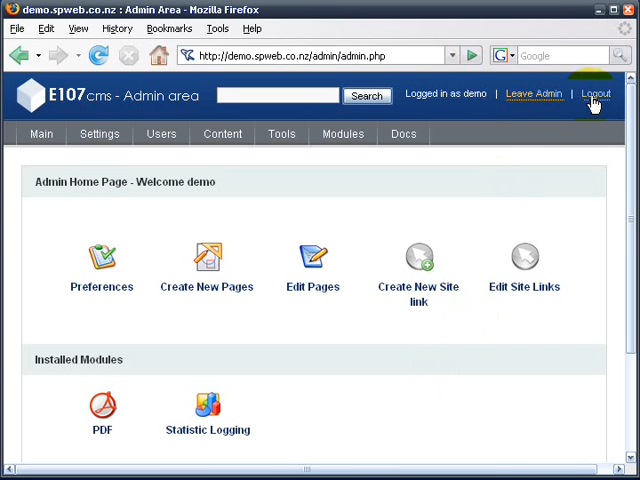 demo.spweb.co.nz : Admin Area - Mozilla Firefox
File Edit View History Bookmarks Tools Help
http://demo.spweb.co.nz/admin/admin.php G Google
E107cms - Admin area Search Logged in as demo | Leave Admin | Logout
Main Settings Users Content Tools Modules Docs
Admin Home Page - Welcome demo
Preferences Create New Pages Edit Pages Create New Site link Edit Site Links
Installed Modules
PDF Statistic Logging